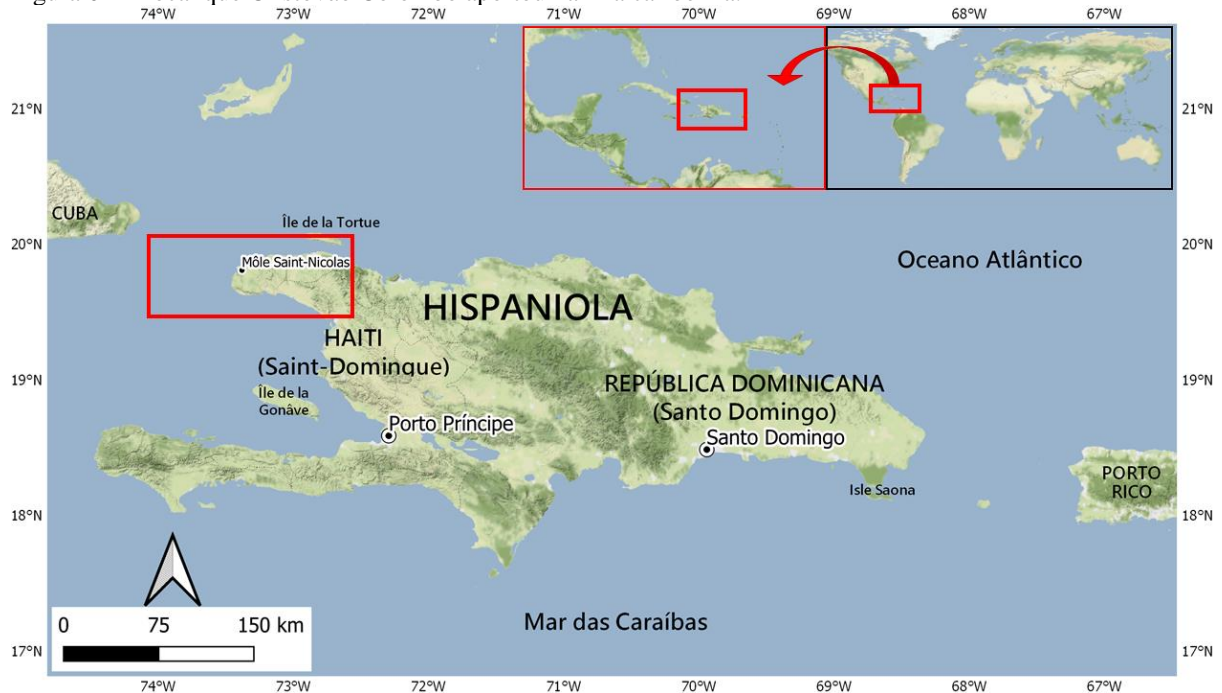 74°W 73°W 72°W 71°W 70°W 69°W 68°W 67°W
21°N 21°N
CUBA
Île de la Tortue
20°N 20°N
Môle Saint-Nicolas
Oceano Atlântico
HISPANIOLA
HAITI
(Saint-Domingue)
19°N 19°N
REPÚBLICA DOMINICANA
(Santo Domingo)
Île de la
Gonâve
Porto Príncipe
Santo Domingo
PORTO
RICO
Isle Saona
18°N 18°N
0 75 150 km
Mar das Caraíbas
17°N 17°N
74°W 73°W 72°W 71°W 70°W 69°W 68°W 67°W